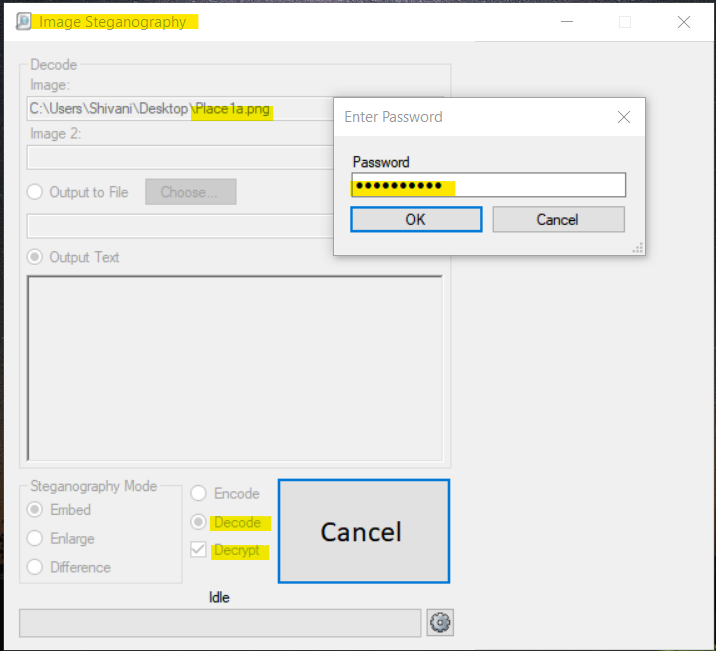 Image Steganography
Decode
Image:
C:\Users\Shivani\Desktop\Place1a.png
Image 2:
Output to File
Choose...
Output Text
Enter Password
Password
••••••••••
OK
Cancel
Steganography Mode
Embed
Enlarge
Difference
Encode
Decode
Decrypt
Cancel
Idle